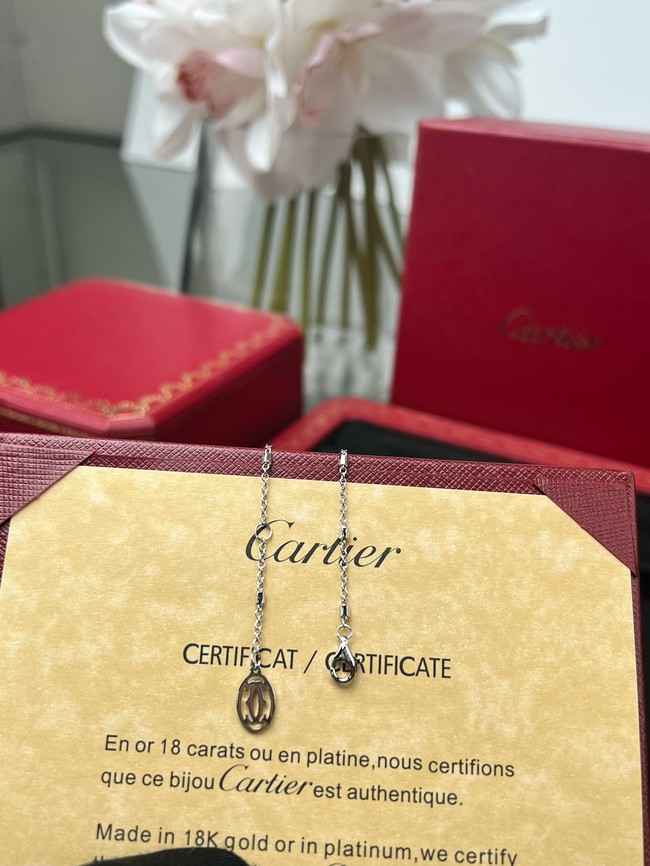 Cartier
Cartier
CERTIFICAT / CERTIFICATE
En or 18 carats ou en platine,nous certifions
que ce bijou Cartier est authentique.
Made in 18K gold or in platinum,we certify